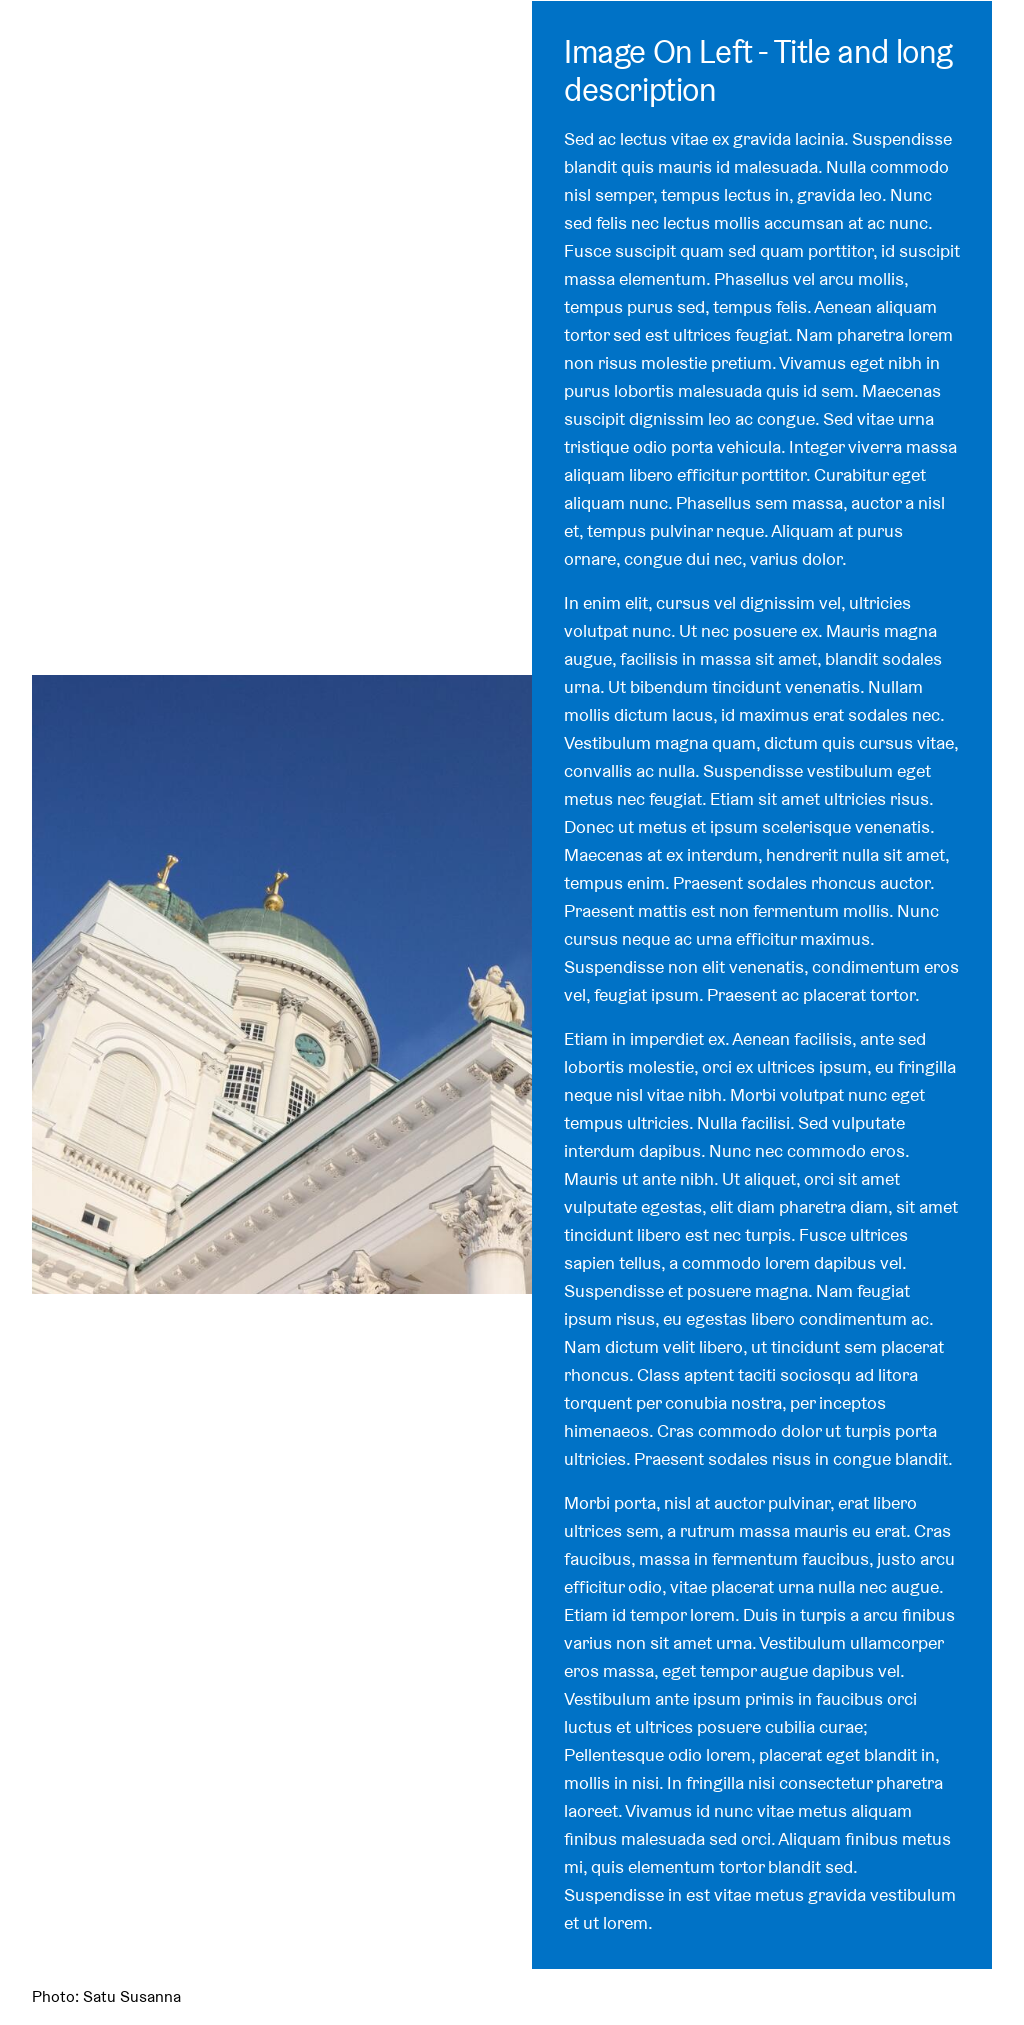 Image On Left - Title and long
description
Sed ac lectus vitae ex gravida lacinia. Suspendisse
blandit quis mauris id malesuada. Nulla commodo
nisl semper, tempus lectus in, gravida leo. Nunc
sed felis nec lectus mollis accumsan at ac nunc.
Fusce suscipit quam sed quam porttitor, id suscipit
massa elementum. Phasellus vel arcu mollis,
tempus purus sed, tempus felis. Aenean aliquam
tortor sed est ultrices feugiat. Nam pharetra lorem
non risus molestie pretium. Vivamus eget nibh in
purus lobortis malesuada quis id sem. Maecenas
suscipit dignissim leo ac congue. Sed vitae urna
tristique odio porta vehicula. Integer viverra massa
aliquam libero efficitur porttitor. Curabitur eget
aliquam nunc. Phasellus sem massa, auctor a nisl
et, tempus pulvinar neque. Aliquam at purus
ornare, congue dui nec, varius dolor.
In enim elit, cursus vel dignissim vel, ultricies
volutpat nunc. Ut nec posuere ex. Mauris magna
augue, facilisis in massa sit amet, blandit sodales
urna. Ut bibendum tincidunt venenatis. Nullam
mollis dictum lacus, id maximus erat sodales nec.
Vestibulum magna quam, dictum quis cursus vitae,
convallis ac nulla. Suspendisse vestibulum eget
metus nec feugiat. Etiam sit amet ultricies risus.
Donec ut metus et ipsum scelerisque venenatis.
Maecenas at ex interdum, hendrerit nulla sit amet,
tempus enim. Praesent sodales rhoncus auctor.
Praesent mattis est non fermentum mollis. Nunc
cursus neque ac urna efficitur maximus.
Suspendisse non elit venenatis, condimentum eros
vel, feugiat ipsum. Praesent ac placerat tortor.
Etiam in imperdiet ex. Aenean facilisis, ante sed
lobortis molestie, orci ex ultrices ipsum, eu fringilla
neque nisl vitae nibh. Morbi volutpat nunc eget
tempus ultricies. Nulla facilisi. Sed vulputate
interdum dapibus. Nunc nec commodo eros.
Mauris ut ante nibh. Ut aliquet, orci sit amet
vulputate egestas, elit diam pharetra diam, sit amet
tincidunt libero est nec turpis. Fusce ultrices
sapien tellus, a commodo lorem dapibus vel.
Suspendisse et posuere magna. Nam feugiat
ipsum risus, eu egestas libero condimentum ac.
Nam dictum velit libero, ut tincidunt sem placerat
rhoncus. Class aptent taciti sociosqu ad litora
torquent per conubia nostra, per inceptos
himenaeos. Cras commodo dolor ut turpis porta
ultricies. Praesent sodales risus in congue blandit.
Morbi porta, nisl at auctor pulvinar, erat libero
ultrices sem, a rutrum massa mauris eu erat. Cras
faucibus, massa in fermentum faucibus, justo arcu
efficitur odio, vitae placerat urna nulla nec augue.
Etiam id tempor lorem. Duis in turpis a arcu finibus
varius non sit amet urna. Vestibulum ullamcorper
eros massa, eget tempor augue dapibus vel.
Vestibulum ante ipsum primis in faucibus orci
luctus et ultrices posuere cubilia curae;
Pellentesque odio lorem, placerat eget blandit in,
mollis in nisi. In fringilla nisi consectetur pharetra
laoreet. Vivamus id nunc vitae metus aliquam
finibus malesuada sed orci. Aliquam finibus metus
mi, quis elementum tortor blandit sed.
Suspendisse in est vitae metus gravida vestibulum
et ut lorem.
Photo: Satu Susanna